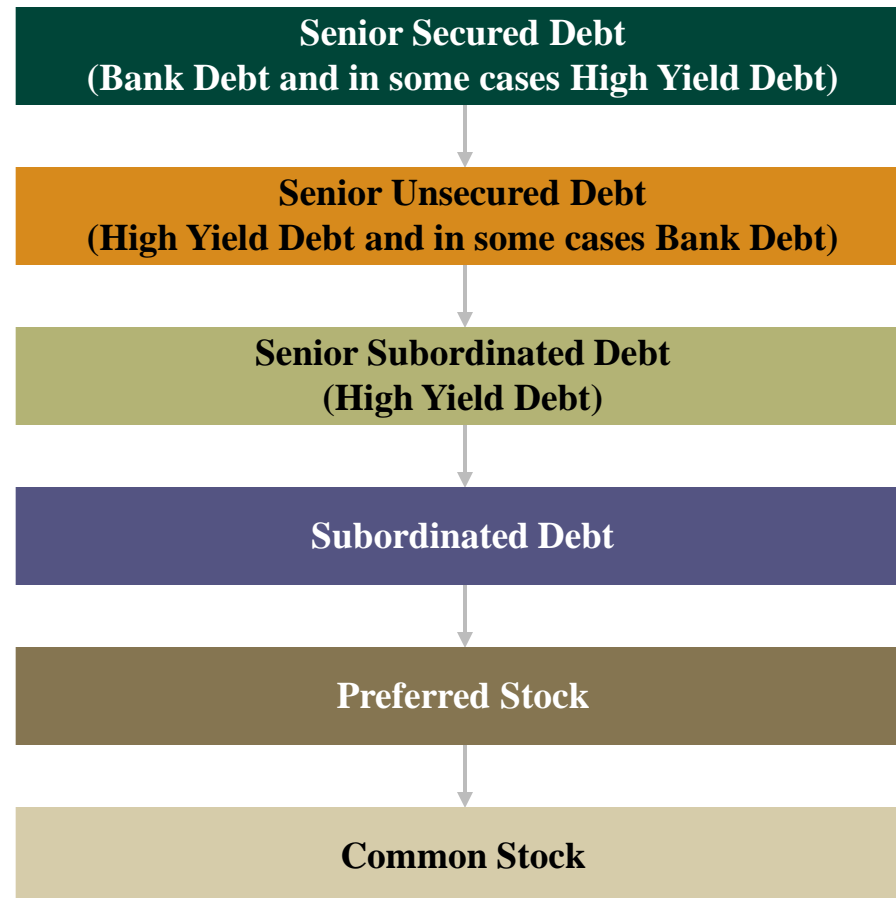 Senior Secured Debt
(Bank Debt and in some cases High Yield Debt)
Senior Unsecured Debt
(High Yield Debt and in some cases Bank Debt)
Senior Subordinated Debt
(High Yield Debt)
Subordinated Debt
Preferred Stock
Common Stock